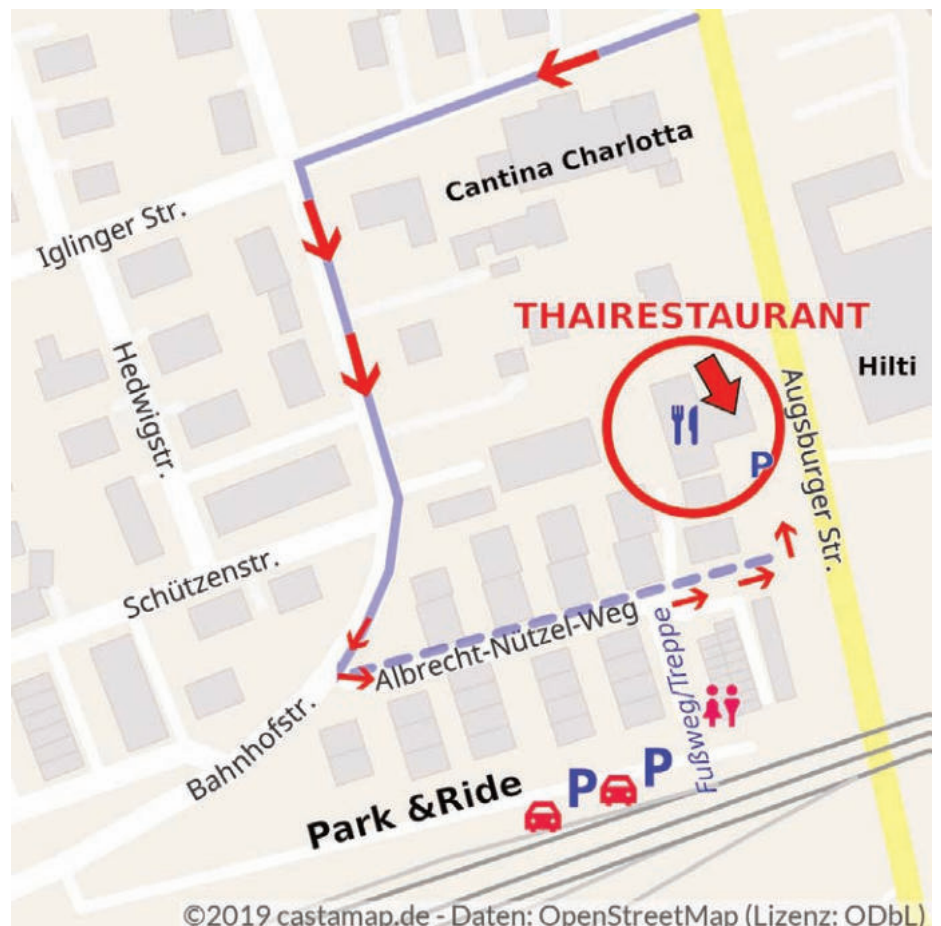 Cantina Charlotta
Iglinger Str.
THAIRESTAURANT
Hilti
Hedwigstr.
Augsburger Str.
P
Schützenstr.
Albrecht-Nützel-Weg
Fußweg/Treppe
Bahnhofstr.
P
P
Park &Ride
©2019 castamap.de - Daten: OpenStreetMap (Lizenz: ODbL)